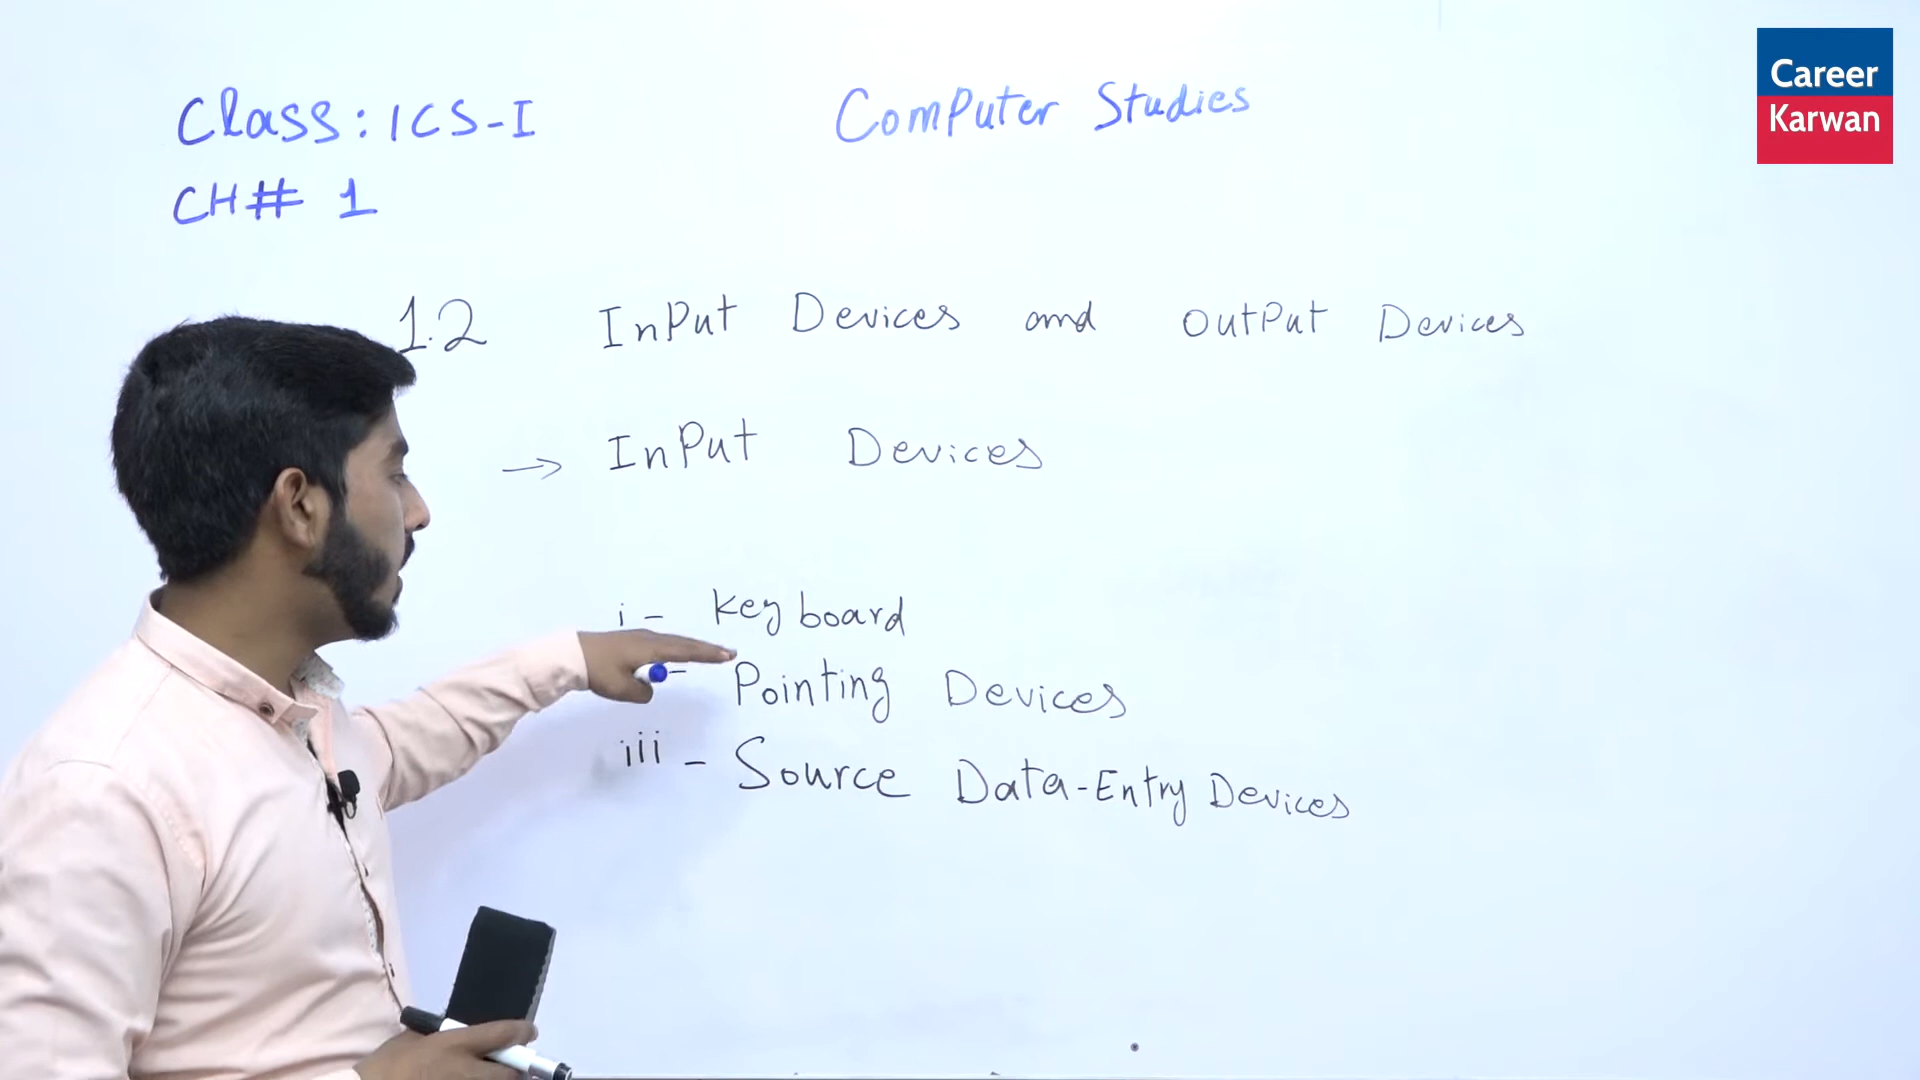 Class: ICS-I
Computer Studies
Career
Karwan
CH# 1
1.2 Input Devices and Output Devices
→ Input Devices
i - Keyboard
- Pointing Devices
iii - Source Data-Entry Devices